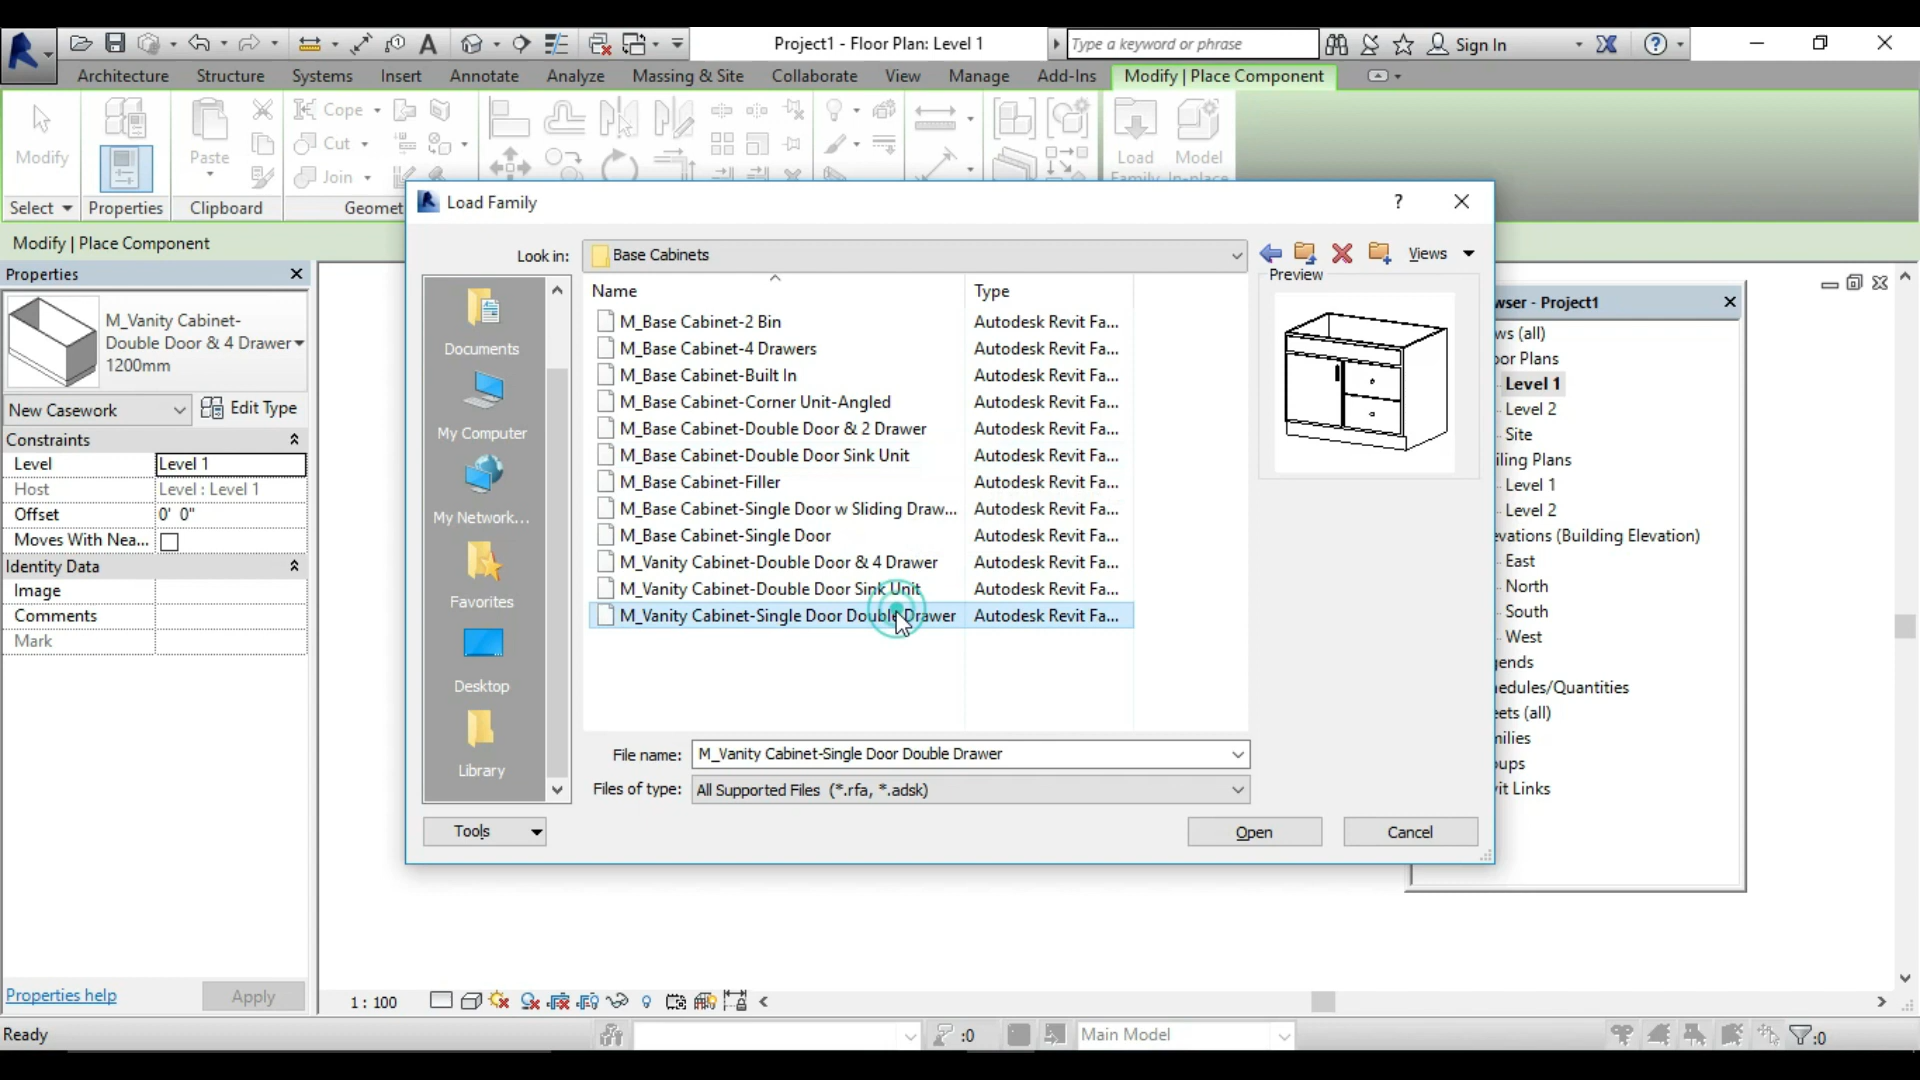 Project1 - Floor Plan: Level 1
Type a keyword or phrase
Sign In
Architecture Structure Systems Insert Annotate Analyze Massing & Site Collaborate View Manage Add-Ins Modify | Place Component
Modify
Paste
Cope
Cut
Join
Load
Family
Model
In-place
Select
Properties
Clipboard
Geomet
Modify | Place Component
Properties
M_Vanity Cabinet-
Double Door & 4 Drawer
1200mm
New Casework
Edit Type
Constraints
Level Level 1
Host Level : Level 1
Offset 0' 0"
Moves With Nea...
Identity Data
Image
Comments
Mark
Properties help
Apply
Load Family
?
Look in:
Base Cabinets
Views
Preview
Documents
My Computer
My Network...
Favorites
Desktop
Library
Name Type
M_Base Cabinet-2 Bin Autodesk Revit Fa...
M_Base Cabinet-4 Drawers Autodesk Revit Fa...
M_Base Cabinet-Built In Autodesk Revit Fa...
M_Base Cabinet-Corner Unit-Angled Autodesk Revit Fa...
M_Base Cabinet-Double Door & 2 Drawer Autodesk Revit Fa...
M_Base Cabinet-Double Door Sink Unit Autodesk Revit Fa...
M_Base Cabinet-Filler Autodesk Revit Fa...
M_Base Cabinet-Single Door w Sliding Draw... Autodesk Revit Fa...
M_Base Cabinet-Single Door Autodesk Revit Fa...
M_Vanity Cabinet-Double Door & 4 Drawer Autodesk Revit Fa...
M_Vanity Cabinet-Double Door Sink Unit Autodesk Revit Fa...
M_Vanity Cabinet-Single Door Double Drawer Autodesk Revit Fa...
File name: M_Vanity Cabinet-Single Door Double Drawer
Files of type: All Supported Files (*.rfa, *.adsk)
Tools
Open
Cancel
wser - Project1
ws (all)
oor Plans
Level 1
Level 2
Site
iling Plans
Level 1
Level 2
evations (Building Elevation)
East
North
South
West
gends
edules/Quantities
eets (all)
milies
oups
vit Links
1 : 100
Ready
:0
Main Model
:0